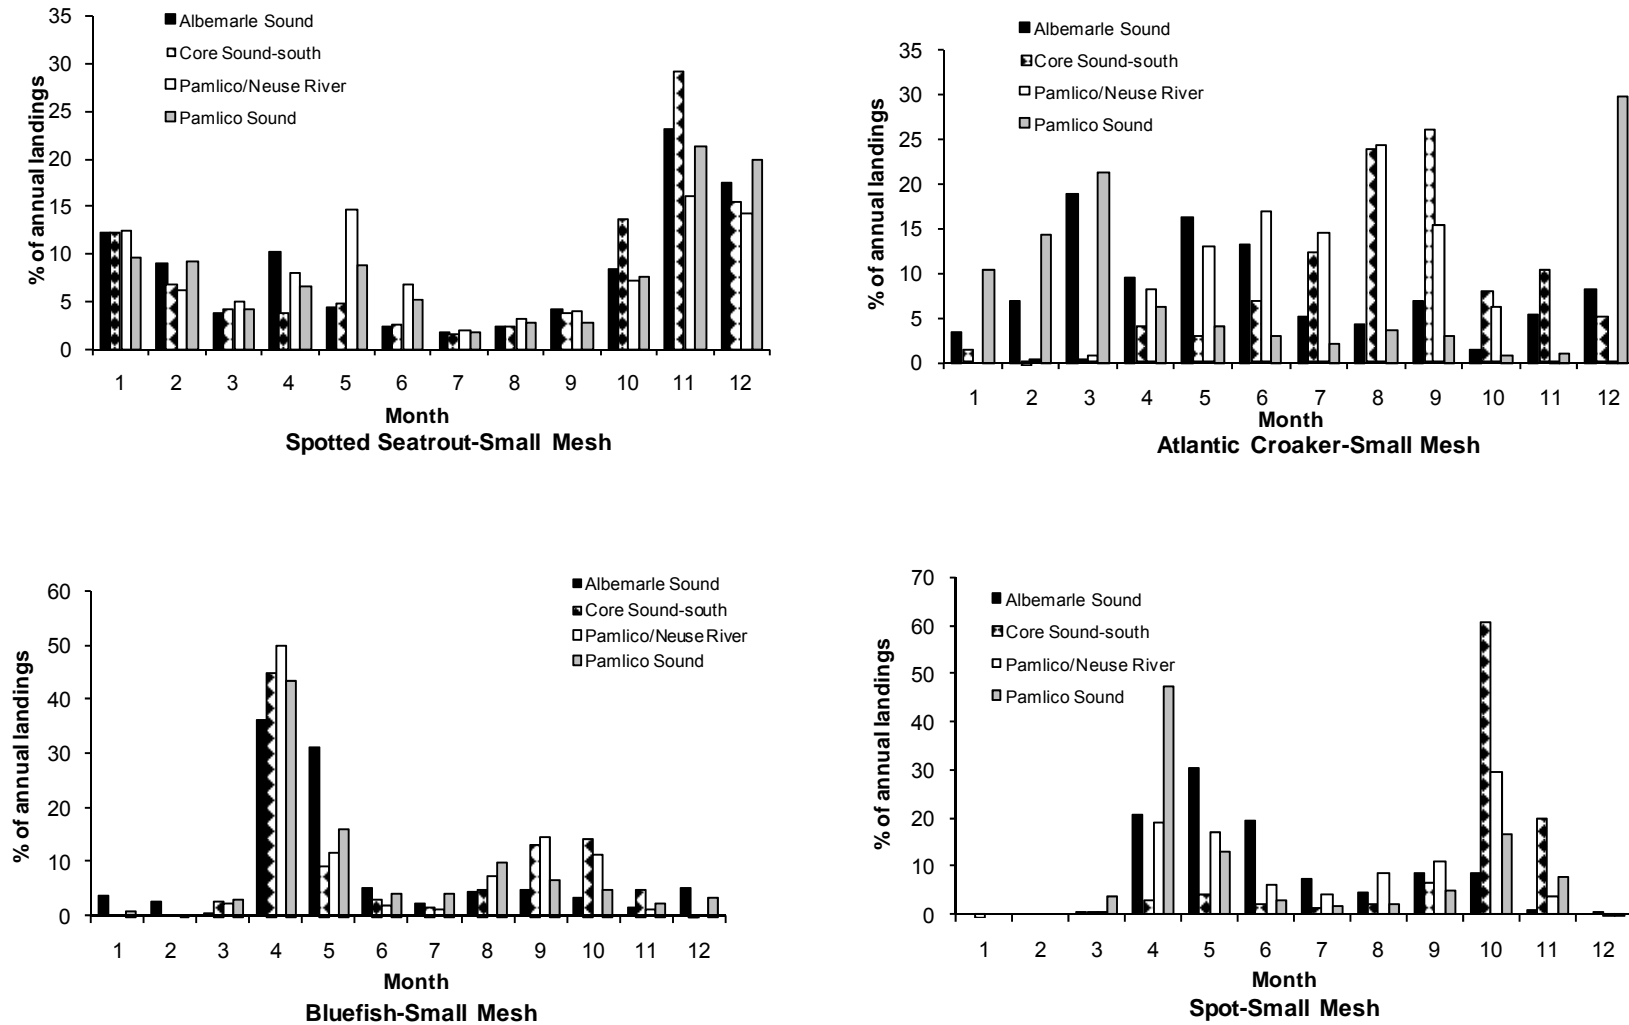 35
30
25
20
15
10
5
0
% of annual landings
Albemarle Sound
Core Sound-south
Pamlico/Neuse River
Pamlico Sound
1 2 3 4 5 6 7 8 9 10 11 12
Month
Spotted Seatrout-Small Mesh
35
30
25
20
15
10
5
0
% of annual landings
Albemarle Sound
Core Sound-south
Pamlico/Neuse River
Pamlico Sound
1 2 3 4 5 6 7 8 9 10 11 12
Month
Atlantic Croaker-Small Mesh
60
50
40
30
20
10
0
% of annual landings
Albemarle Sound
Core Sound-south
Pamlico/Neuse River
Pamlico Sound
1 2 3 4 5 6 7 8 9 10 11 12
Month
Bluefish-Small Mesh
70
60
50
40
30
20
10
0
% of annual landings
Albemarle Sound
Core Sound-south
Pamlico/Neuse River
Pamlico Sound
1 2 3 4 5 6 7 8 9 10 11 12
Month
Spot-Small Mesh